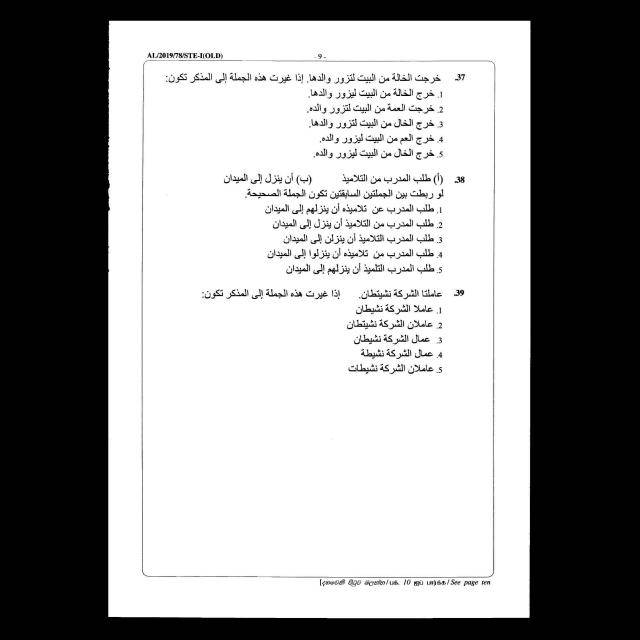 AL/2019/78/STE-I(OLD)
- 9 -
37. خرجت الخالة من البيت لتزور والدها. إذا غيرت هذه الجملة إلى المذكر تكون:
1. خرج الخالة من البيت ليزور والدها.
2. خرجت العمة من البيت لتزور والده.
3. خرج الخال من البيت لتزور والدها.
4. خرج العم من البيت ليزور والده.
5. خرج الخال من البيت ليزور والده.
38. (أ) طلب المدرب من التلاميذ (ب) أن ينزل إلى الميدان
لو ربطت بين الجملتين السابقتين تكون الجملة الصحيحة.
1. طلب المدرب عن تلاميذه أن ينزلهم إلى الميدان
2. طلب المدرب من التلاميذ أن ينزل إلى الميدان
3. طلب المدرب التلاميذ أن ينزلن إلى الميدان
4. طلب المدرب من تلاميذه أن ينزلوا إلى الميدان
5. طلب المدرب التلميذ أن ينزلهم إلى الميدان
39. عاملتا الشركة نشيتطان. إذا غيرت هذه الجملة إلى المذكر تكون:
1. عاملا الشركة نشيطان
2. عاملان الشركة نشيتطان
3. عمال الشركة نشيطان
4. عمال الشركة نشيطة
5. عاملان الشركة نشيطات
[දහවෙනි පිටුව බලන්න/பக். 10 ஐப் பார்க்க/See page ten